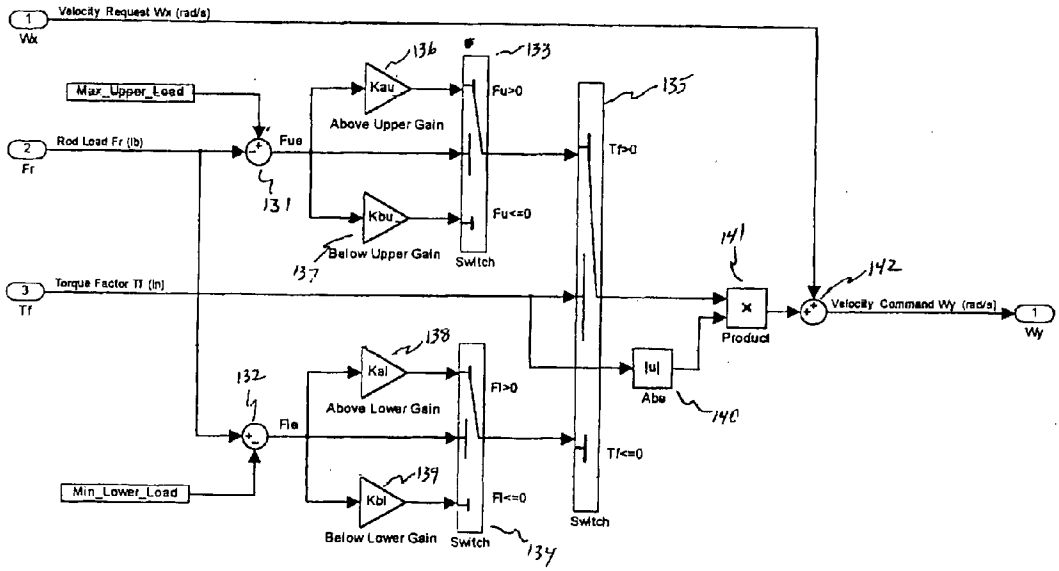 1
Velocity Request Wx (rad/s)
Wx
136
133
Kau
Fu>0
Above Upper Gain
135
Max_Upper_Load
2
Rod Load Fr (lb)
Fr
- +
Fue
131
Tf>0
Kbu
Fu<=0
137
Below Upper Gain
Switch
141
142
3
Torque Factor Tf (in)
Tf
×
Product
+ +
Velocity Command Wy (rad/s)
1
Wy
138
132
Kal
Fl>0
|u|
Above Lower Gain
Abs
140
+ -
Fle
Tf<=0
139
Min_Lower_Load
Kbl
Fl<=0
Below Lower Gain
Switch
Switch
134